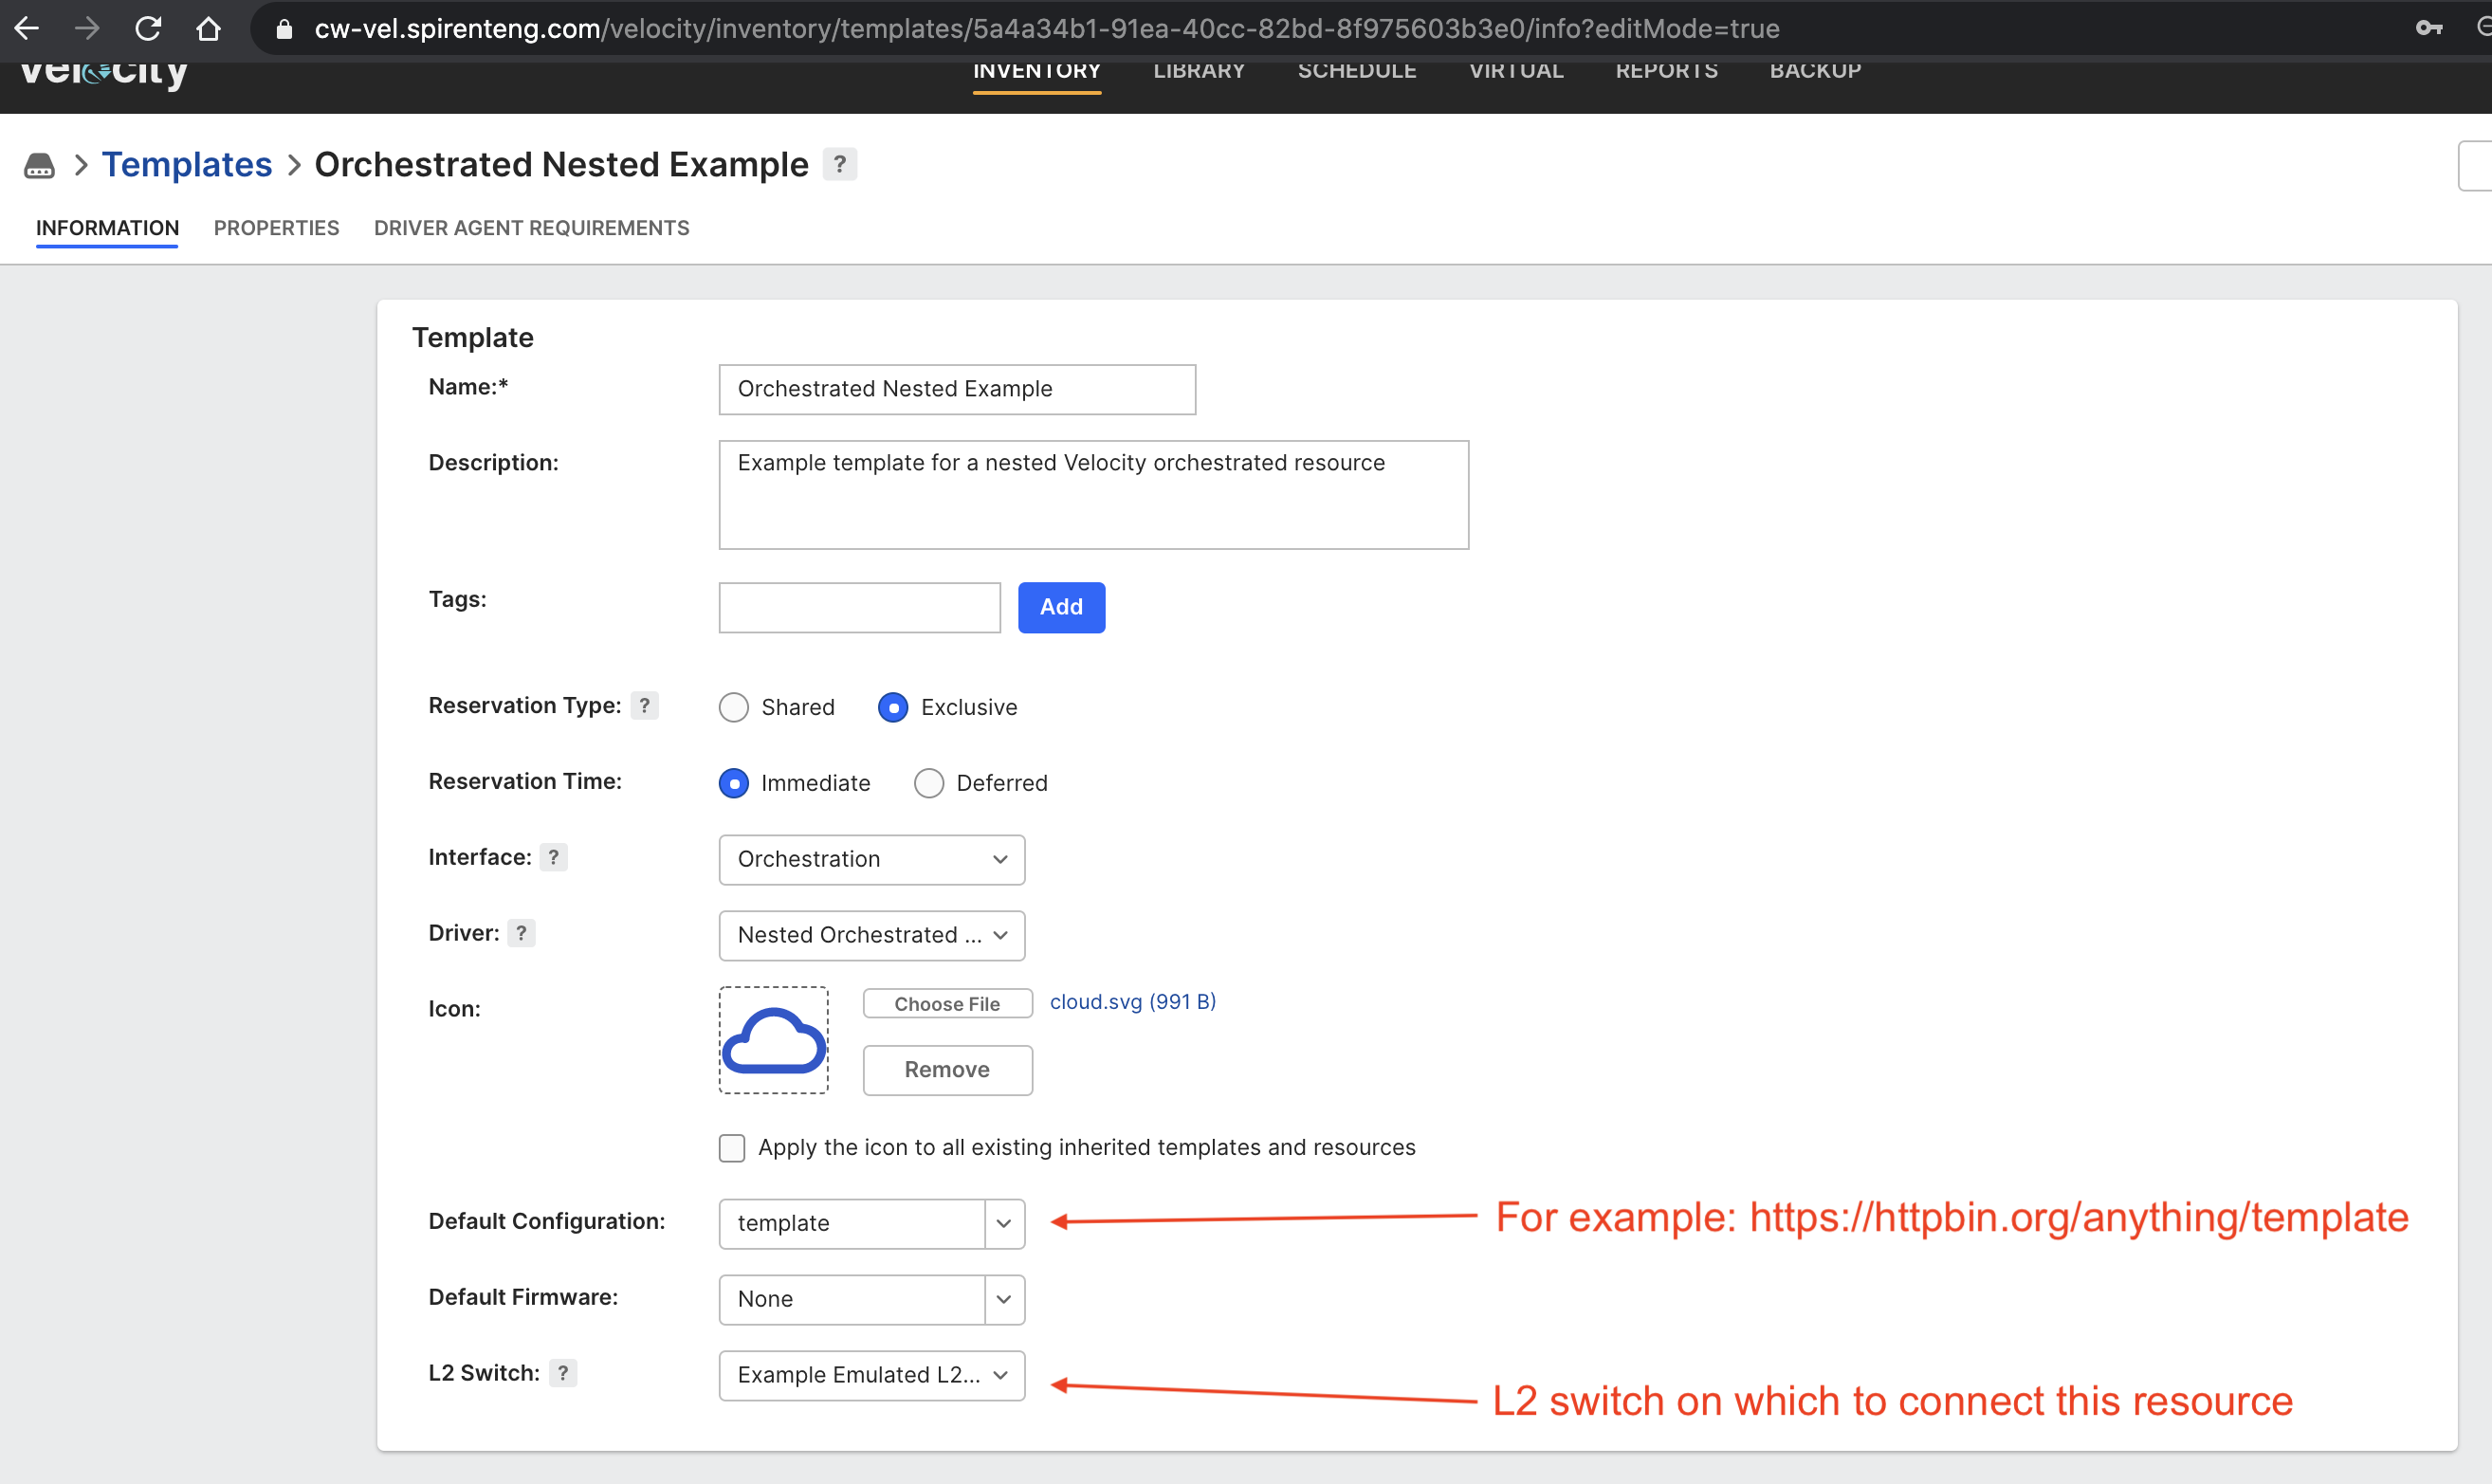 cw-vel.spirenteng.com/velocity/inventory/templates/5a4a34b1-91ea-40cc-82bd-8f975603b3e0/info?editMode=true
velocity INVENTORY LIBRARY SCHEDULE VIRTUAL REPORTS BACKUP
> Templates > Orchestrated Nested Example ?
INFORMATION PROPERTIES DRIVER AGENT REQUIREMENTS
Template
Name:* Orchestrated Nested Example
Description: Example template for a nested Velocity orchestrated resource
Tags: Add
Reservation Type: ? Shared Exclusive
Reservation Time: Immediate Deferred
Interface: ? Orchestration
Driver: ? Nested Orchestrated ...
Icon: Choose File cloud.svg (991 B)
Remove
Apply the icon to all existing inherited templates and resources
Default Configuration: template For example: https://httpbin.org/anything/template
Default Firmware: None
L2 Switch: ? Example Emulated L2... L2 switch on which to connect this resource